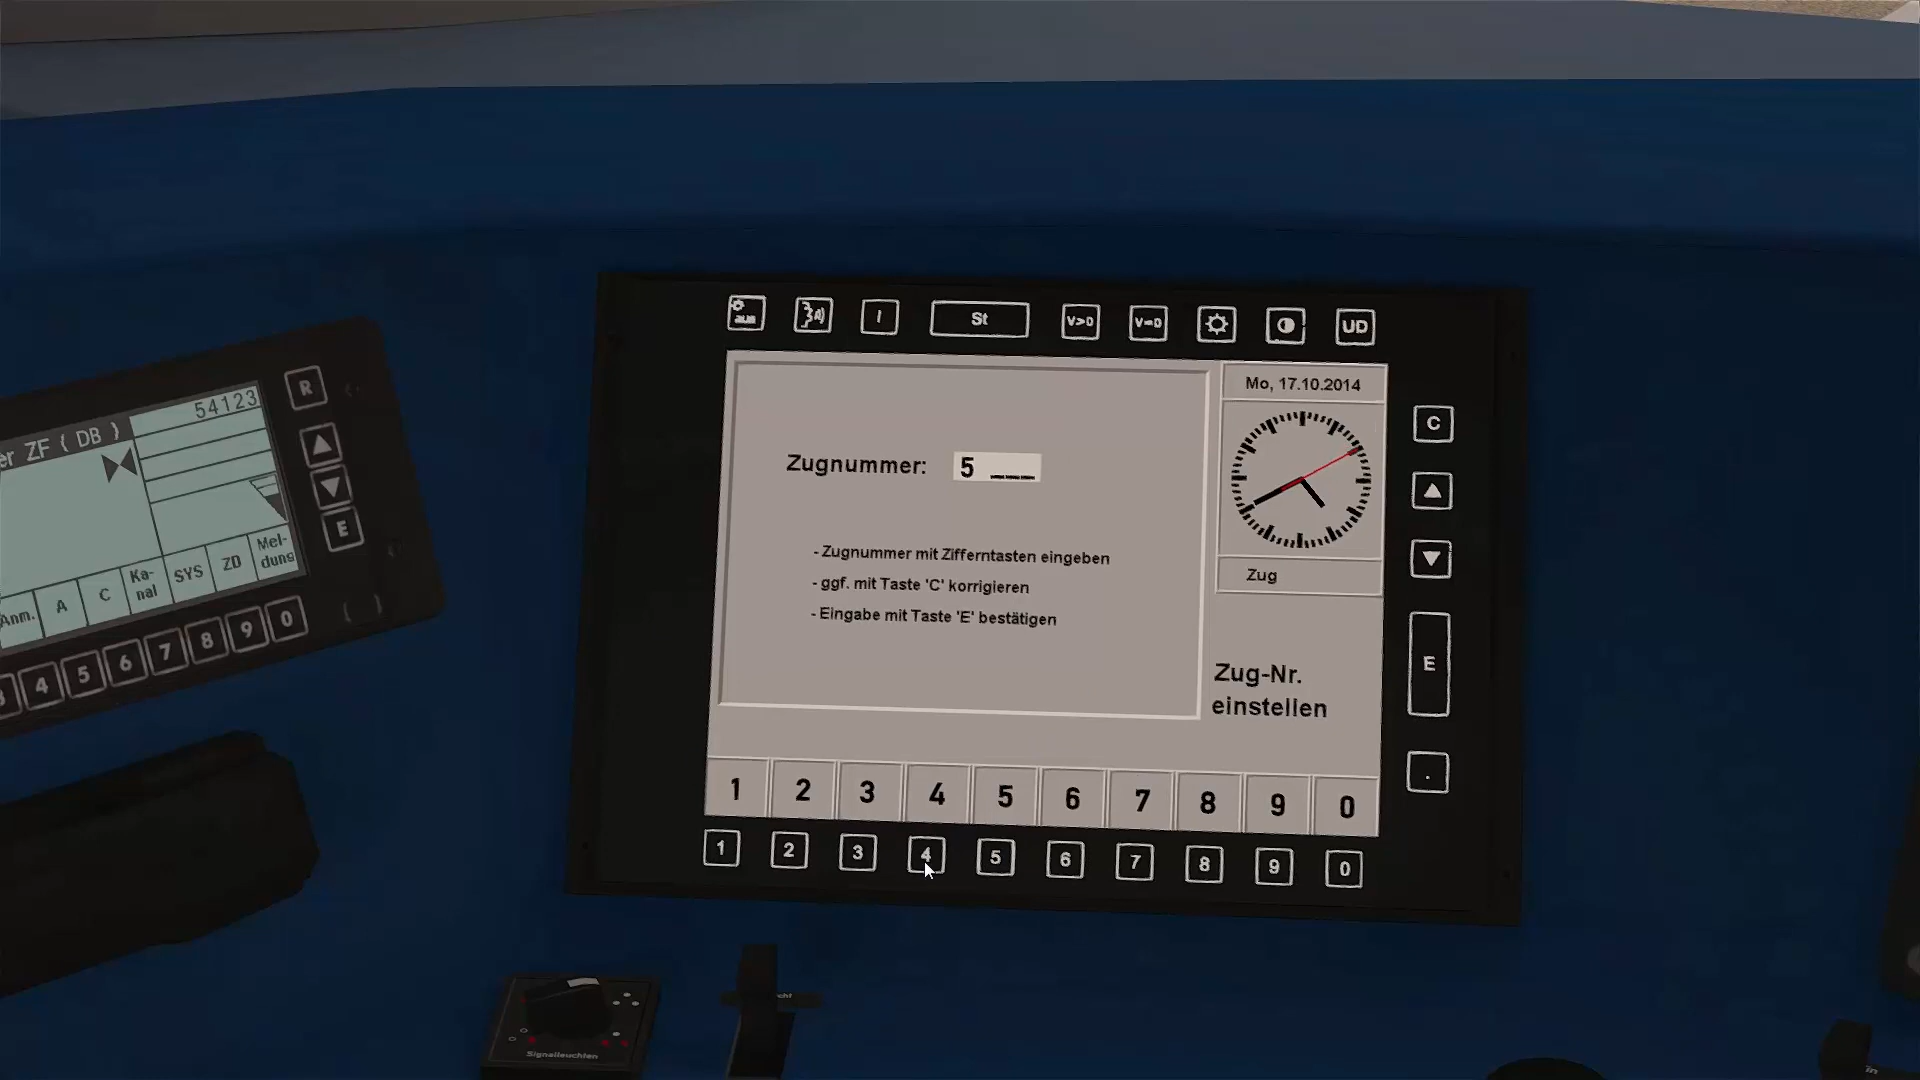 aus
I
St
V>0
V=0
UD
Mo, 17.10.2014
Zugnummer: 5
- Zugnummer mit Zifferntasten eingeben
- ggf. mit Taste 'C' korrigieren
- Eingabe mit Taste 'E' bestätigen
Zug
Zug-Nr.
einstellen
1 2 3 4 5 6 7 8 9 0
1 2 3 4 5 6 7 8 9 0
C
E
.
54123
ZF ( DB )
Anm. A C Ka-
nal SYS ZD Mel-
dung
R
E
4 5 6 7 8 9 0
Signalleuchten